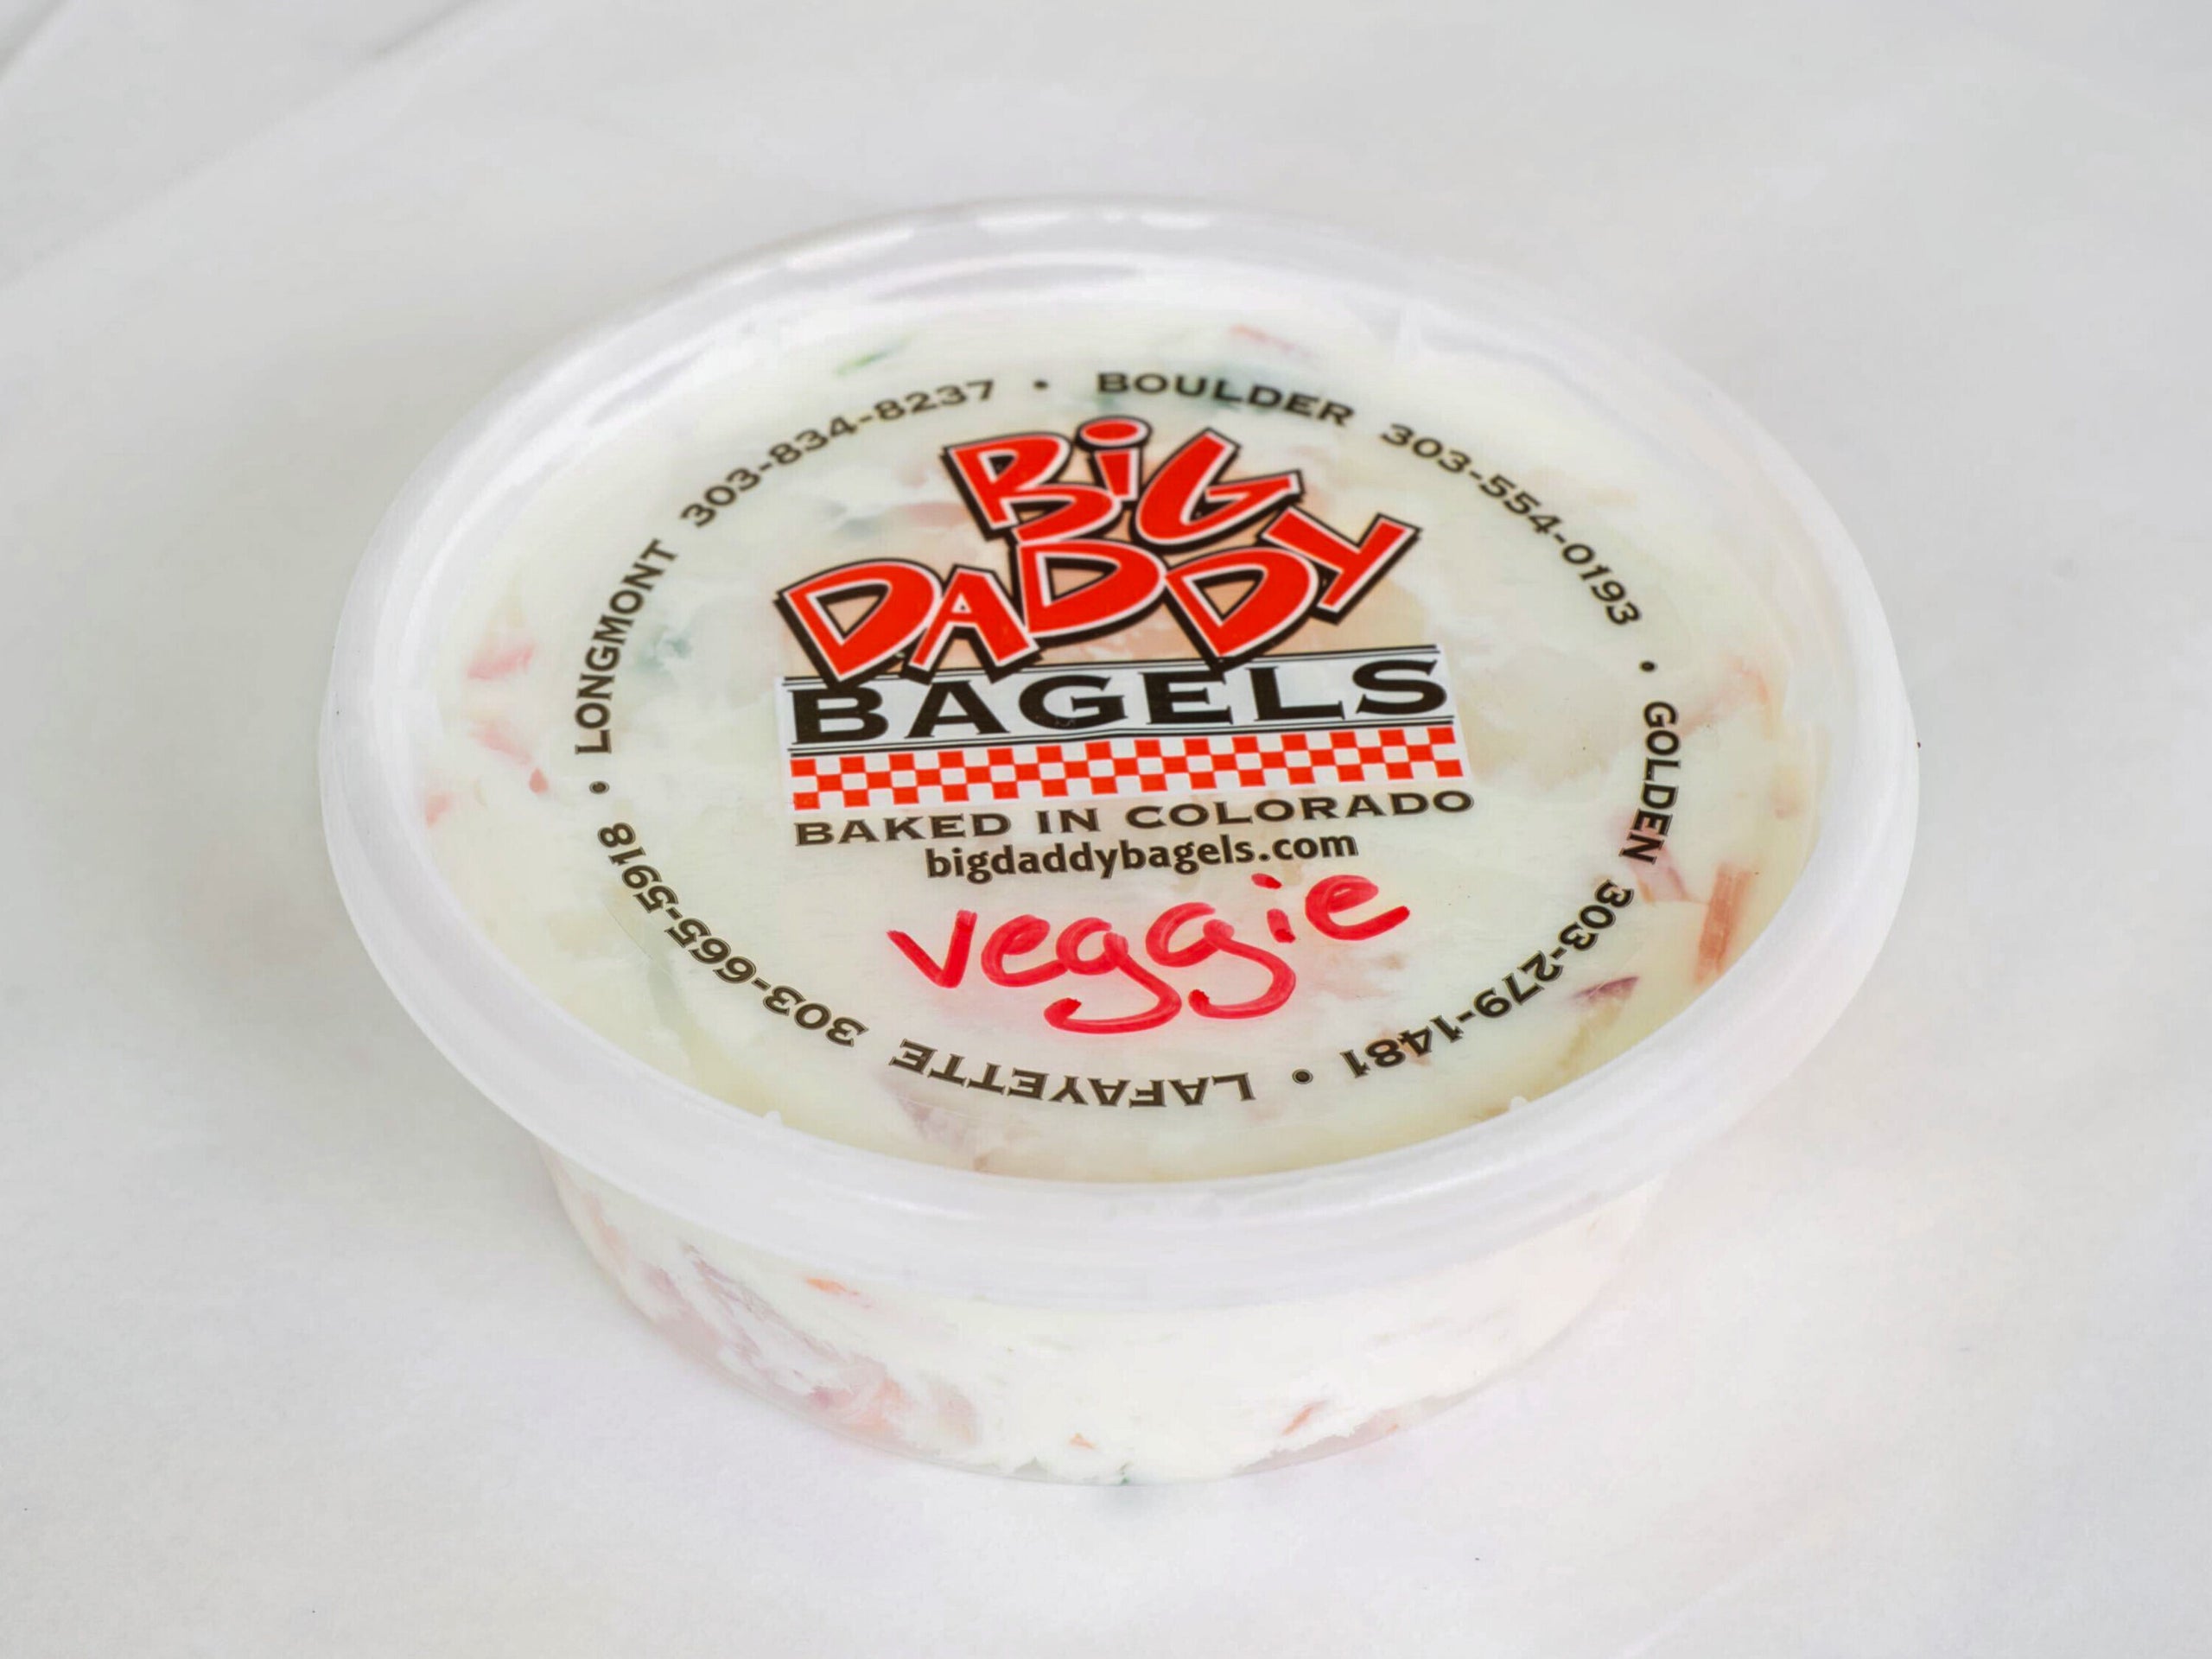 BiG
DADDY
BAGELS
BAKED IN COLORADO
bigdaddybagels.com
veggie
• BOULDER 303-554-0193 • GOLDEN 303-279-1481 • LAFAYETTE 303-665-5918 • LONGMONT 303-834-8237